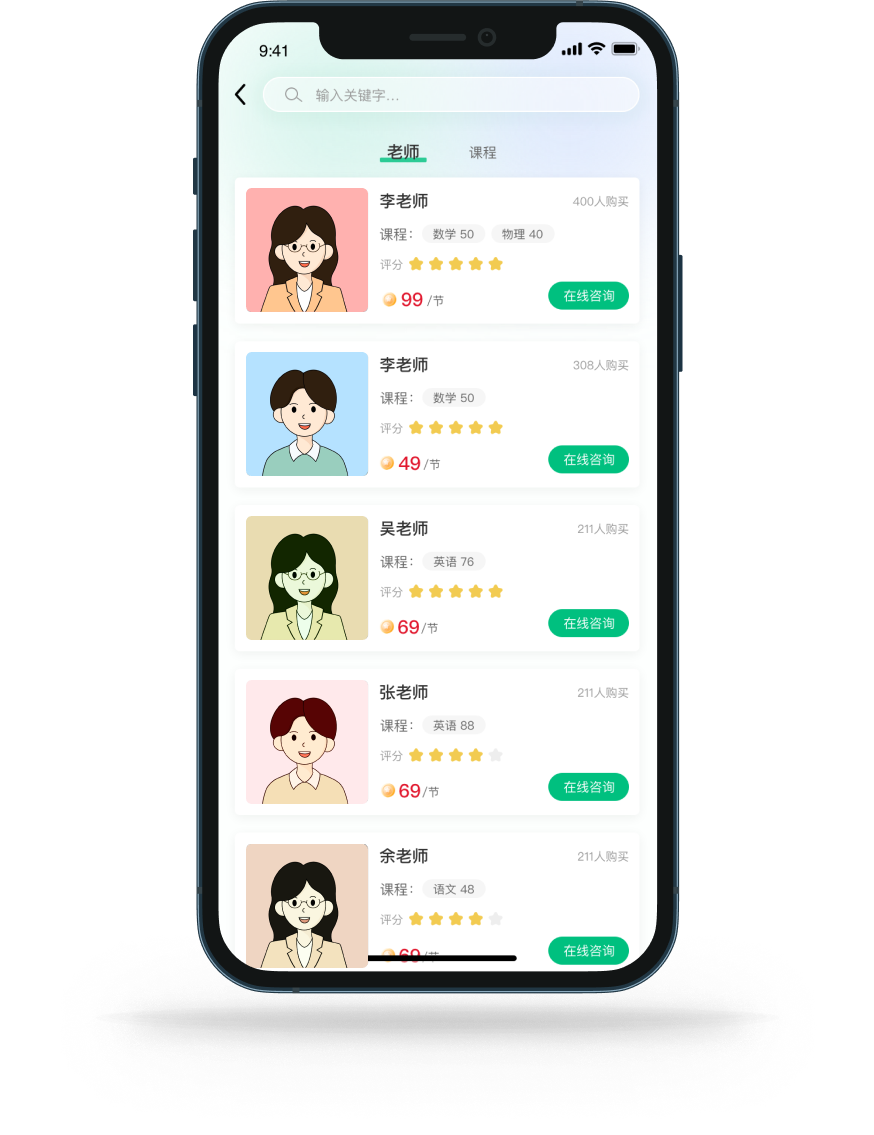 9:41
输入关键字...
老师 课程
李老师 400人购买
课程： 数学 50 物理 40
评分
99 /节 在线咨询
李老师 308人购买
课程： 数学 50
评分
49 /节 在线咨询
吴老师 211人购买
课程： 英语 76
评分
69 /节 在线咨询
张老师 211人购买
课程： 英语 88
评分
69 /节 在线咨询
余老师 211人购买
课程： 语文 48
评分
69 /节 在线咨询